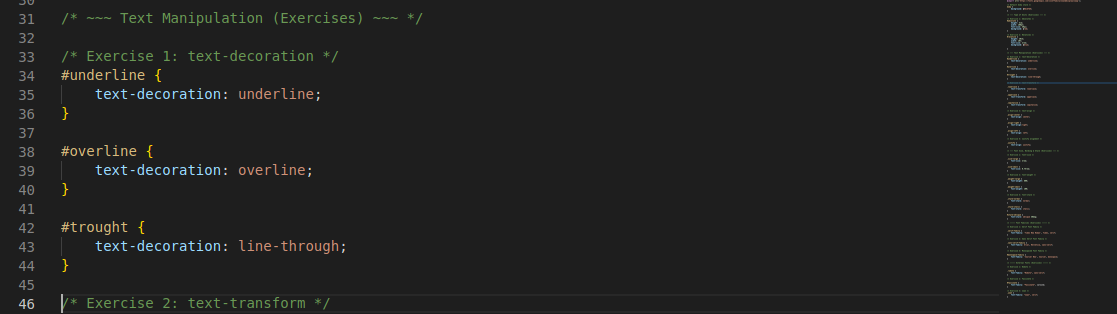 30
31 /* ~~~ Text Manipulation (Exercises) ~~~ */
32
33 /* Exercise 1: text-decoration */
34 #underline {
35     text-decoration: underline;
36 }
37
38 #overline {
39     text-decoration: overline;
40 }
41
42 #trought {
43     text-decoration: line-through;
44 }
45
46 /* Exercise 2: text-transform */